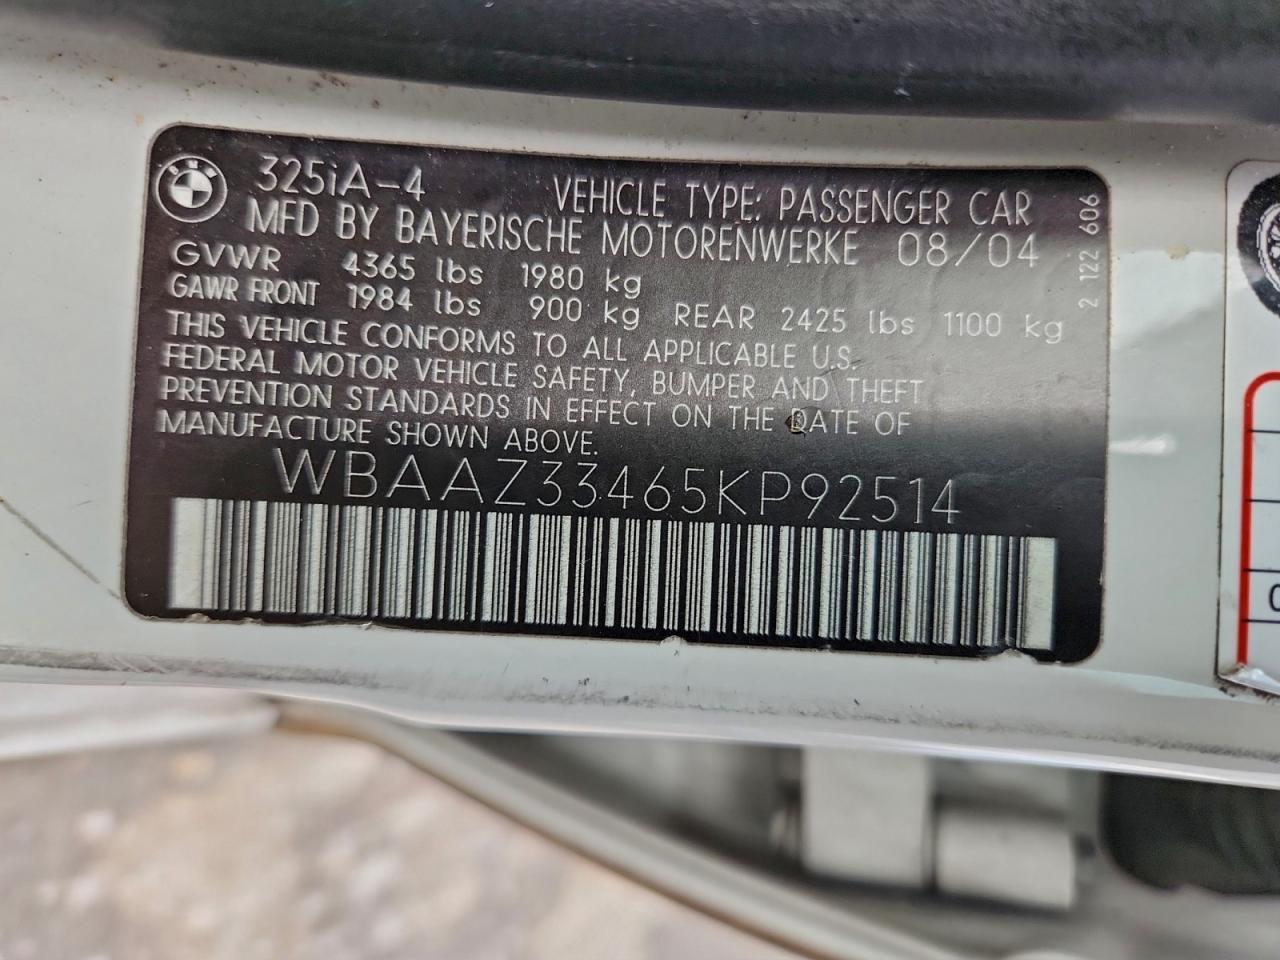 325iA-4 VEHICLE TYPE: PASSENGER CAR
MFD BY BAYERISCHE MOTORENWERKE 08/04
GVWR 4365 lbs 1980 kg
GAWR FRONT 1984 lbs 900 kg REAR 2425 lbs 1100 kg
THIS VEHICLE CONFORMS TO ALL APPLICABLE U.S.
FEDERAL MOTOR VEHICLE SAFETY, BUMPER AND THEFT
PREVENTION STANDARDS IN EFFECT ON THE DATE OF
MANUFACTURE SHOWN ABOVE.
WBAAZ33465KP92514
2 122 606